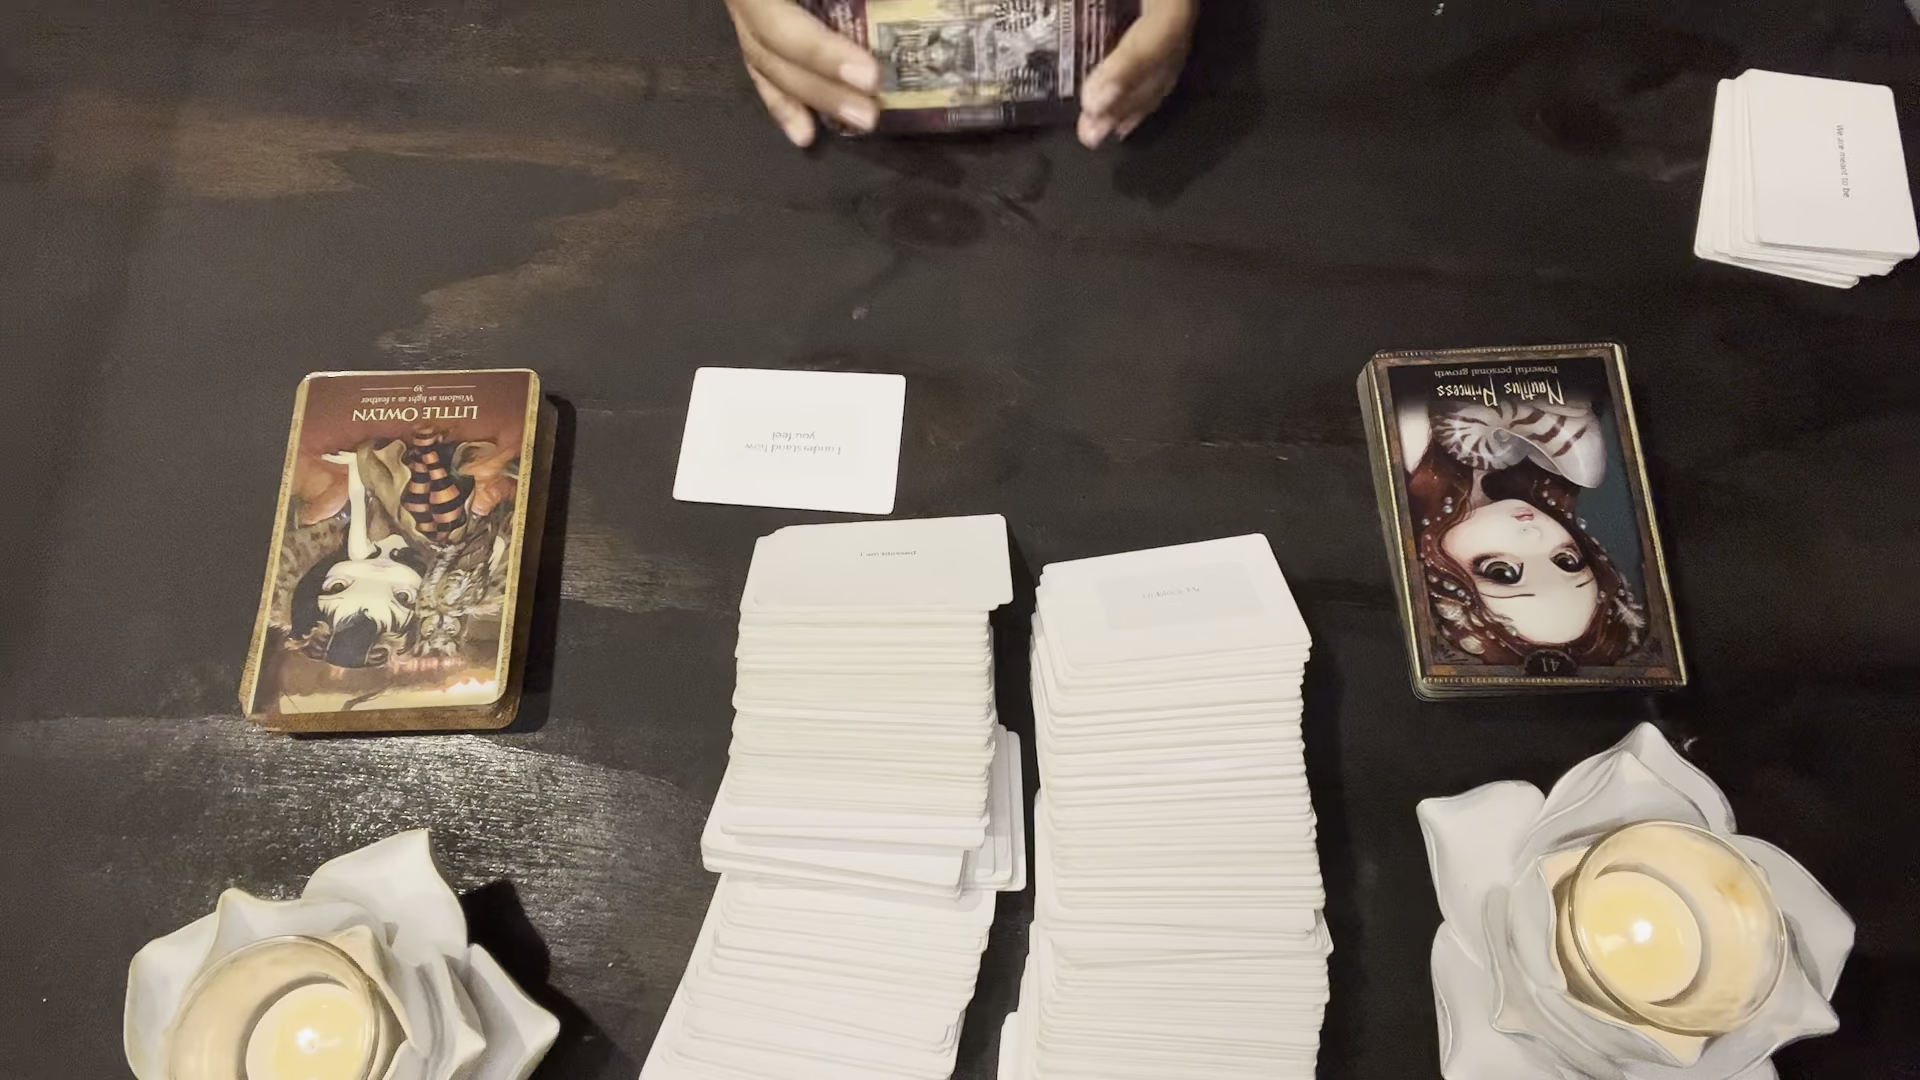 We are meant to be
39
Wisdom as light as a feather
LITTLE OWLYN
Powerful personal growth
Nautilus Princess
I understand how
you feel
41